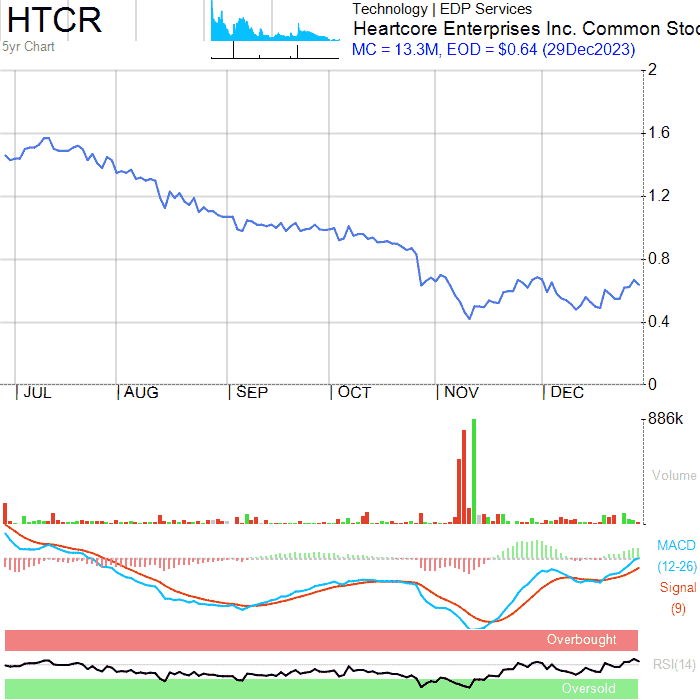 HTCR
5yr Chart
Technology | EDP Services
Heartcore Enterprises Inc. Common Stoc
MC = 13.3M, EOD = $0.64 (29Dec2023)
2
1.6
1.2
0.8
0.4
0
JUL AUG SEP OCT NOV DEC
886k
Volume
MACD
(12-26)
Signal
(9)
Overbought
RSI(14)
Oversold